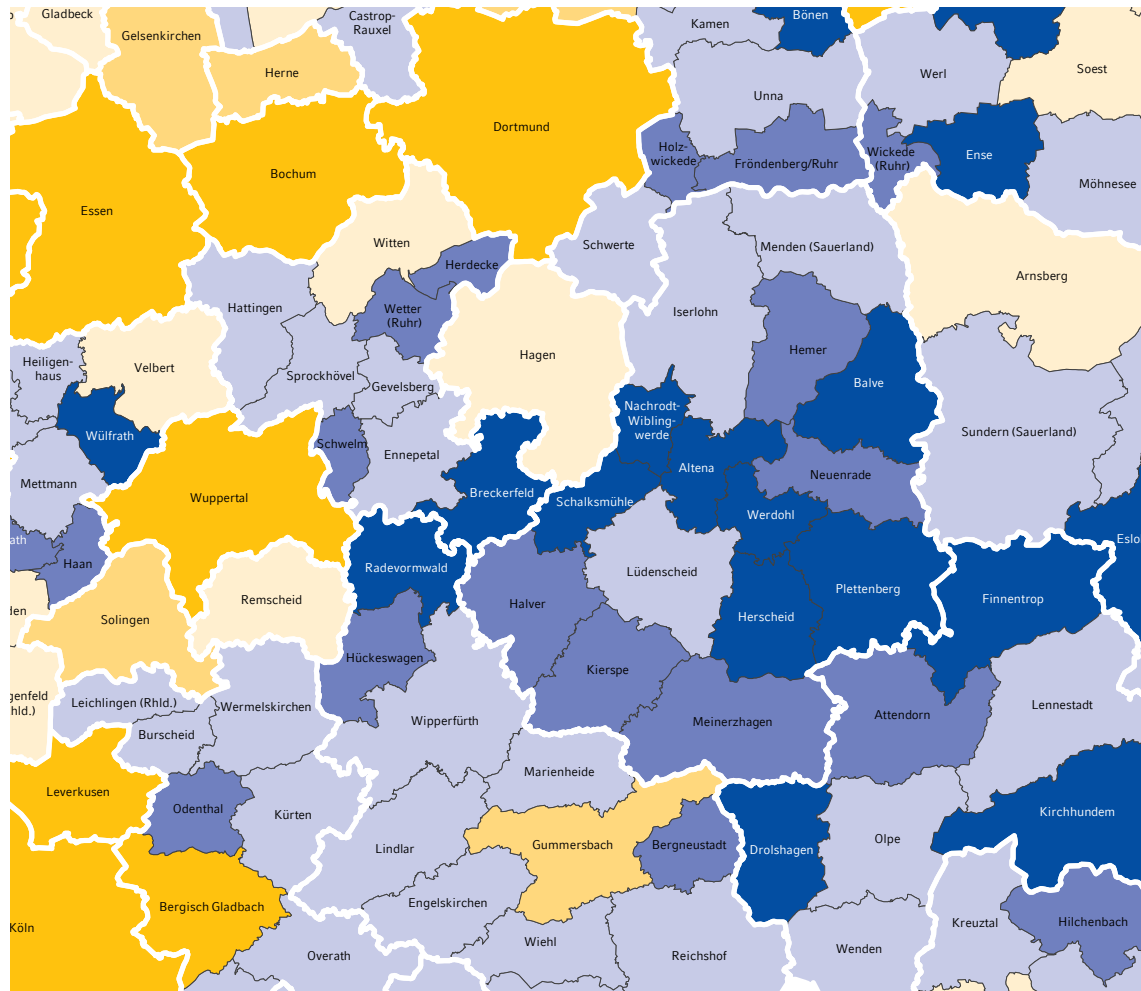 Gladbeck
Gelsenkirchen
Castrop-
Rauxel
Kamen
Bönen
Herne
Werl
Soest
Unna
Dortmund
Holz-
wickede
Fröndenberg/Ruhr
Wickede
(Ruhr)
Ense
Möhnesee
Bochum
Essen
Witten
Schwerte
Menden (Sauerland)
Herdecke
Arnsberg
Hattingen
Wetter
(Ruhr)
Iserlohn
Hemer
Heiligen-
haus
Velbert
Sprockhövel
Hagen
Gevelsberg
Balve
Nachrodt-
Wibling-
werde
Wülfrath
Schwelm
Ennepetal
Sundern (Sauerland)
Altena
Neuenrade
Mettmann
Wuppertal
Breckerfeld
Schalksmühle
Werdohl
ath
Haan
Eslo
Radevormwald
Lüdenscheid
Plettenberg
Finnentrop
den
Remscheid
Halver
Herscheid
Solingen
Hückeswagen
Kierspe
genfeld
hld.)
Leichlingen (Rhld.)
Wermelskirchen
Wipperfürth
Meinerzhagen
Attendorn
Lennestadt
Burscheid
Marienheide
Leverkusen
Odenthal
Kürten
Kirchhundem
Lindlar
Gummersbach
Bergneustadt
Drolshagen
Olpe
Bergisch Gladbach
Engelskirchen
Kreuztal
Hilchenbach
Köln
Wiehl
Overath
Reichshof
Wenden